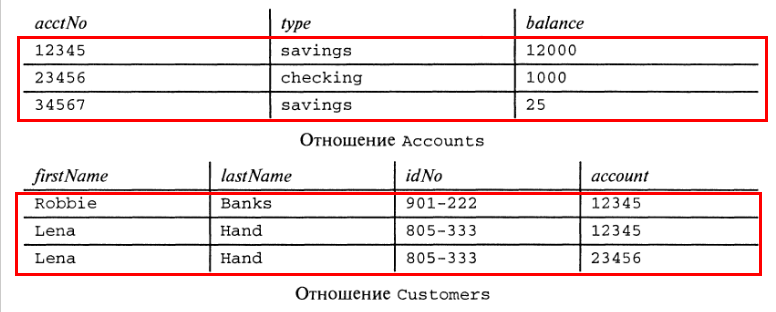 acctNo type balance
12345 savings 12000
23456 checking 1000
34567 savings 25
Отношение Accounts
firstName lastName idNo account
Robbie Banks 901-222 12345
Lena Hand 805-333 12345
Lena Hand 805-333 23456
Отношение Customers